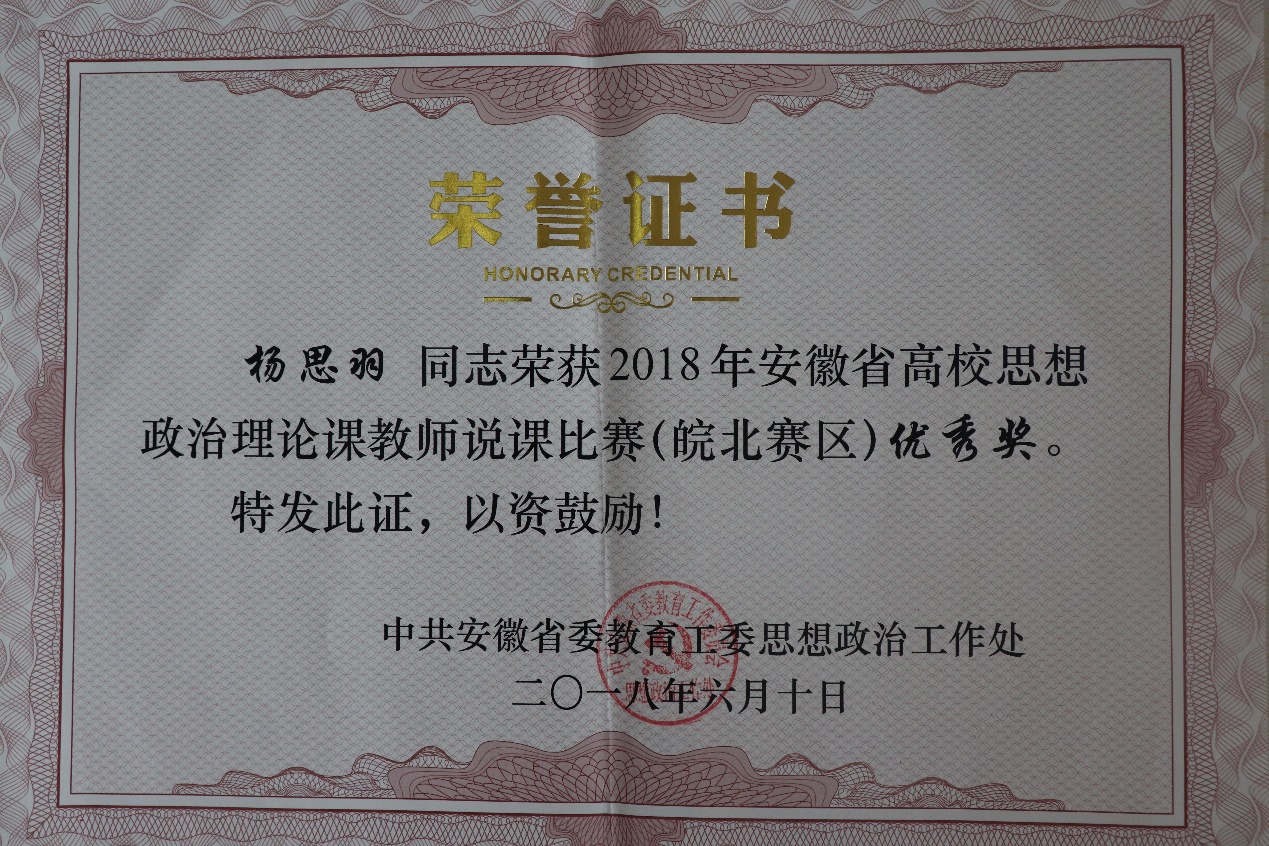 荣誉证书
HONORARY CREDENTIAL
杨思羽 同志荣获2018年安徽省高校思想
政治理论课教师说课比赛(皖北赛区)优秀奖。
特发此证，以资鼓励！
中共安徽省委教育工委思想政治工作处
二〇一八年六月十日